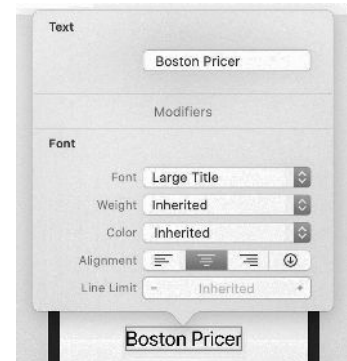 Text
Boston Pricer
Modifiers
Font
Font Large Title
Weight Inherited
Color Inherited
Alignment
Line Limit - Inherited +
Boston Pricer